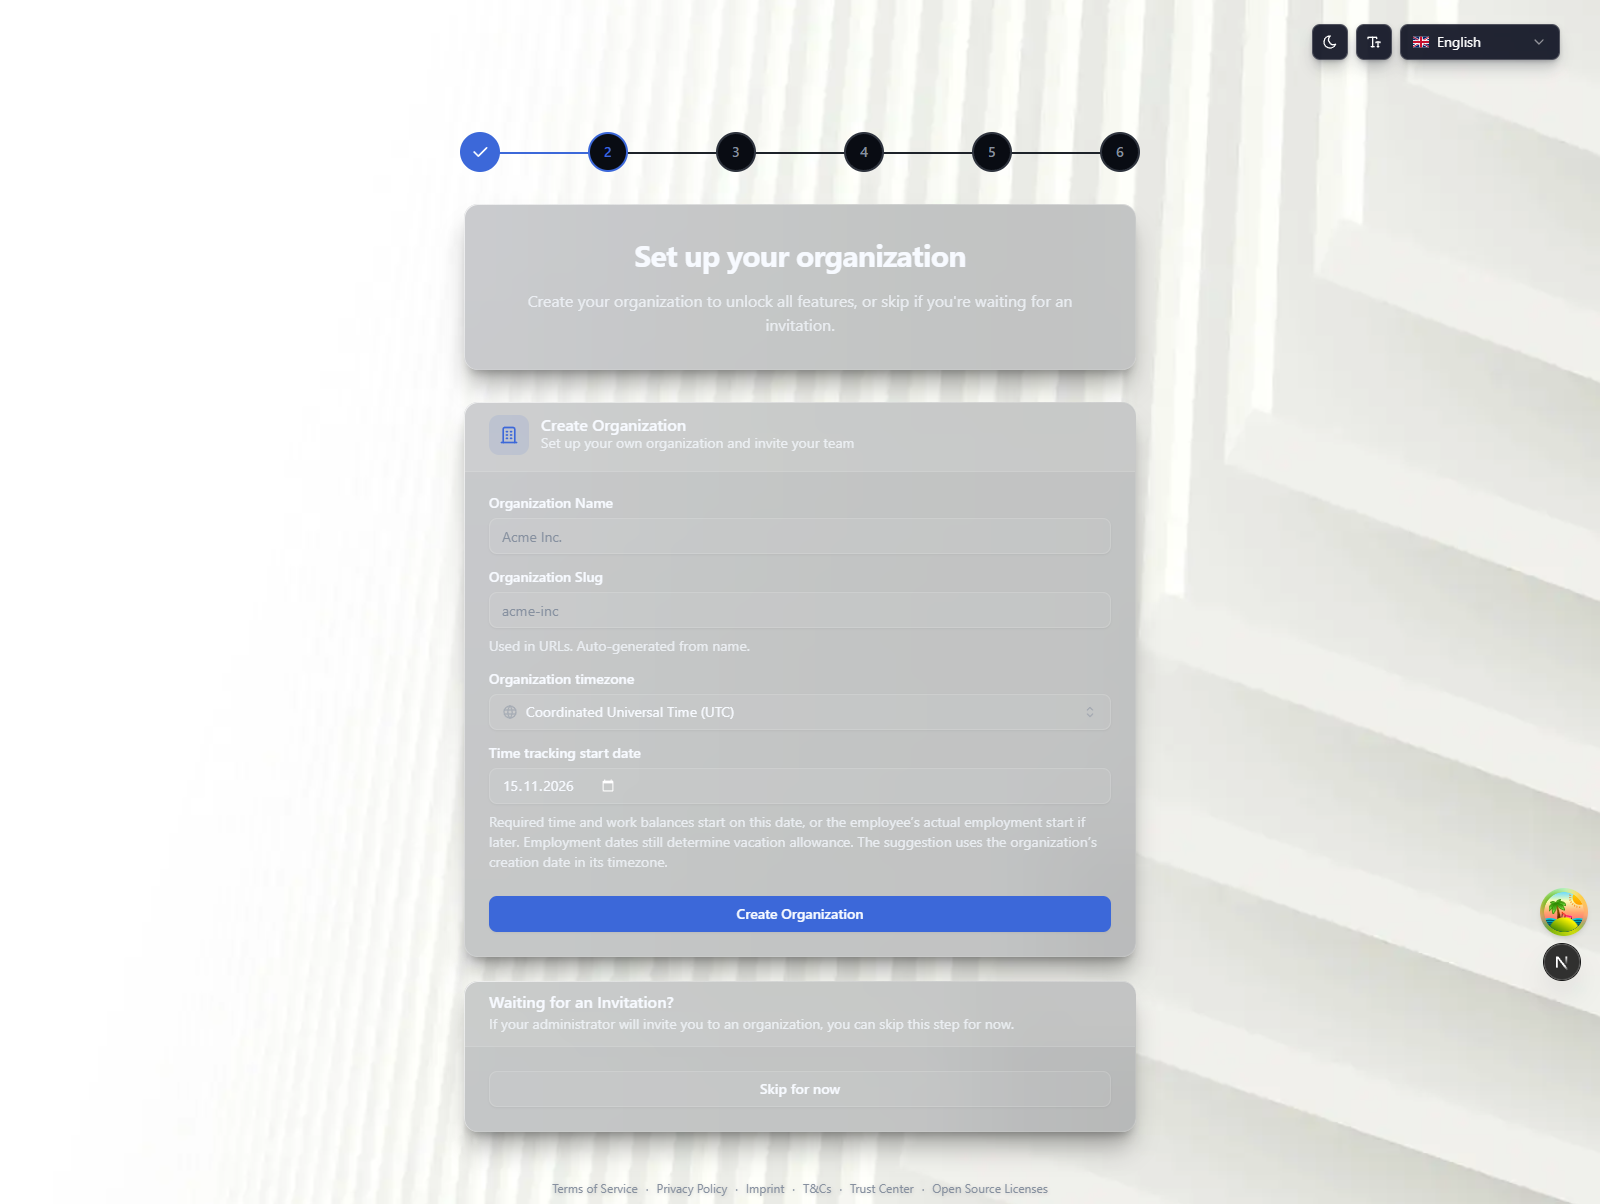 English
2
3
4
5
6
Set up your organization
Create your organization to unlock all features, or skip if you're waiting for an
invitation.
Create Organization
Set up your own organization and invite your team
Organization Name
Acme Inc.
Organization Slug
acme-inc
Used in URLs. Auto-generated from name.
Organization timezone
Coordinated Universal Time (UTC)
Time tracking start date
15.11.2026
Required time and work balances start on this date, or the employee's actual employment start if
later. Employment dates still determine vacation allowance. The suggestion uses the organization's
creation date in its timezone.
Create Organization
Waiting for an Invitation?
If your administrator will invite you to an organization, you can skip this step for now.
Skip for now
Terms of Service · Privacy Policy · Imprint · T&Cs · Trust Center · Open Source Licenses